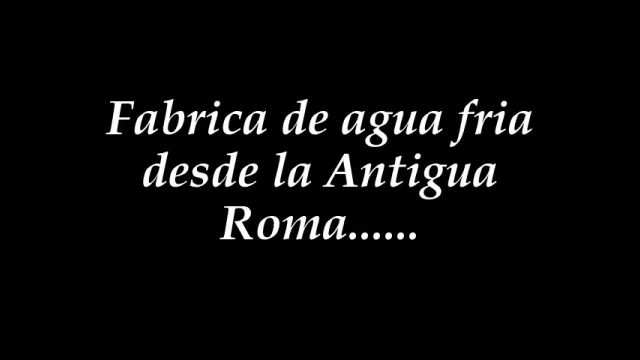 Fabrica de agua fria
desde la Antigua
Roma......